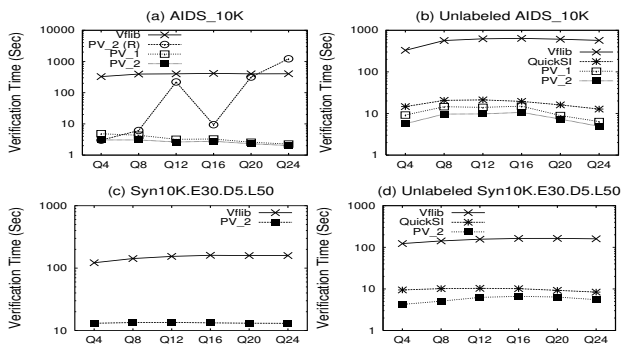 (a) AIDS_10K
Verification Time (Sec)
10000
1000
100
10
1
Vflib
PV_2 (R)
PV_1
PV_2
Q4 Q8 Q12 Q16 Q20 Q24
(b) Unlabeled AIDS_10K
Verification Time (Sec)
1000
100
10
1
Vflib
QuickSI
PV_1
PV_2
Q4 Q8 Q12 Q16 Q20 Q24
(c) Syn10K.E30.D5.L50
Verification Time (Sec)
1000
100
10
Vflib
PV_2
Q4 Q8 Q12 Q16 Q20 Q24
(d) Unlabeled Syn10K.E30.D5.L50
Verification Time (Sec)
1000
100
10
1
Vflib
QuickSI
PV_2
Q4 Q8 Q12 Q16 Q20 Q24